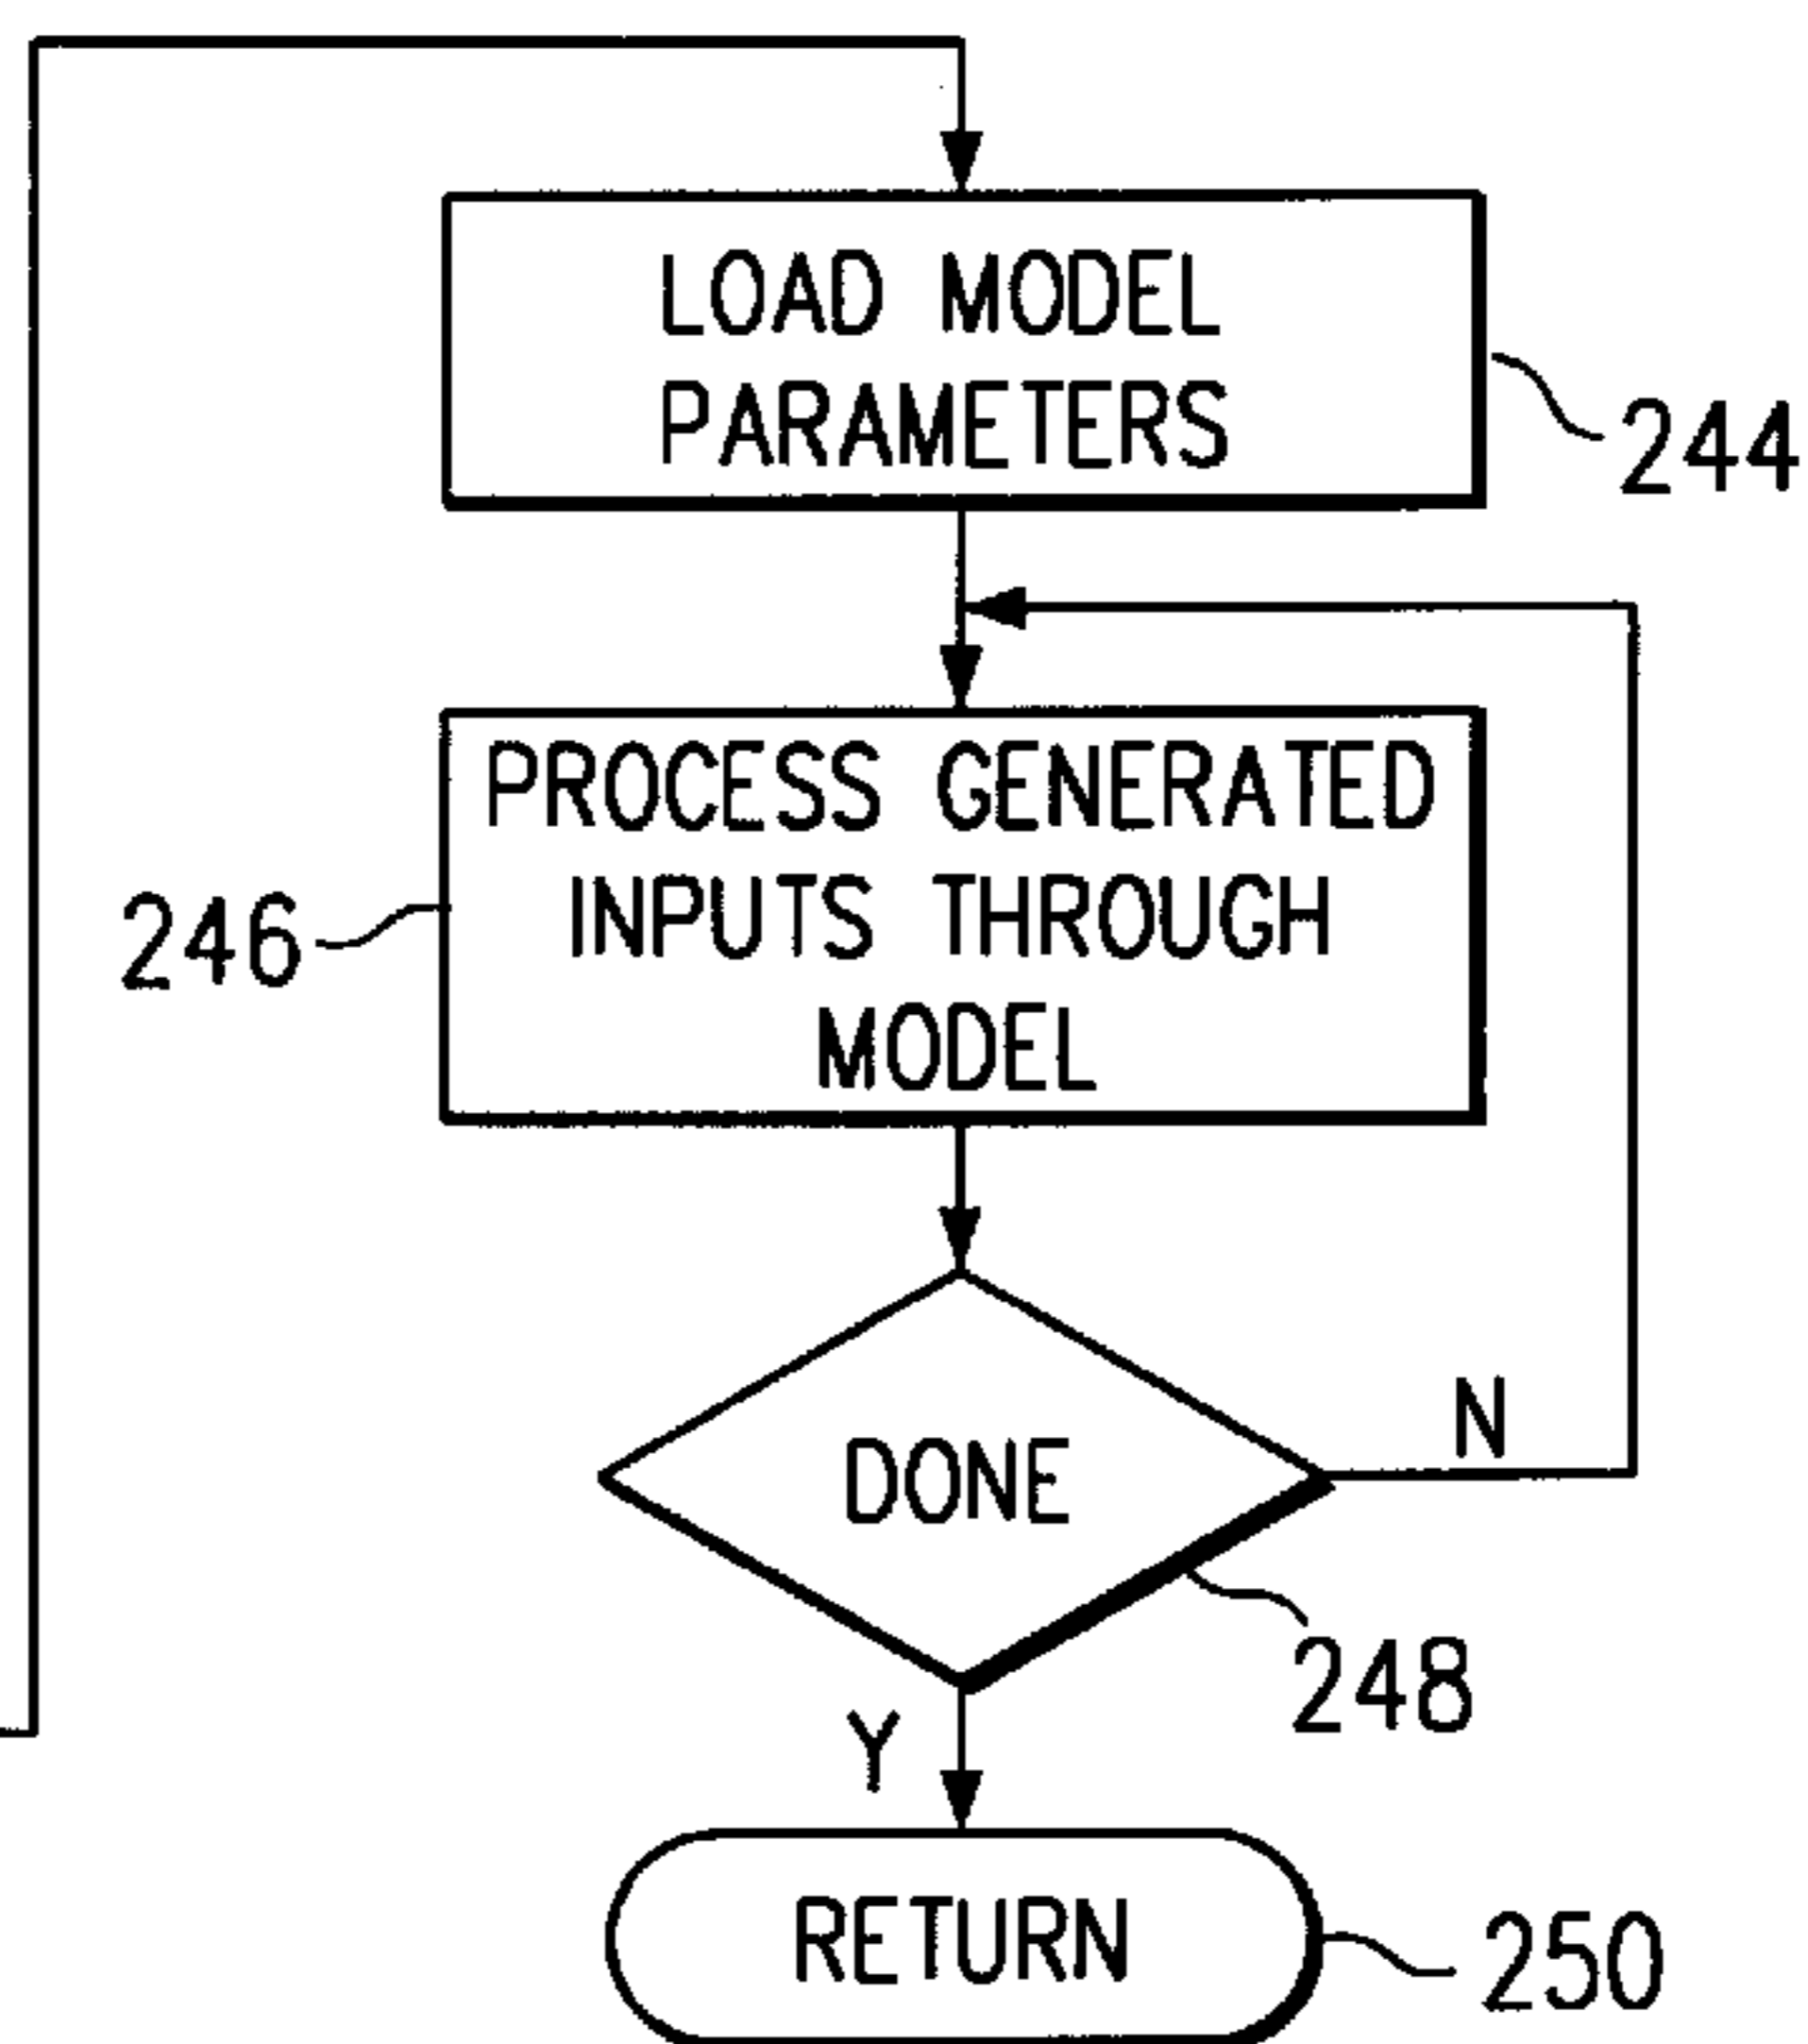 LOAD MODEL
PARAMETERS
244
PROCESS GENERATED
INPUTS THROUGH
MODEL
246
DONE
N
248
Y
RETURN
250